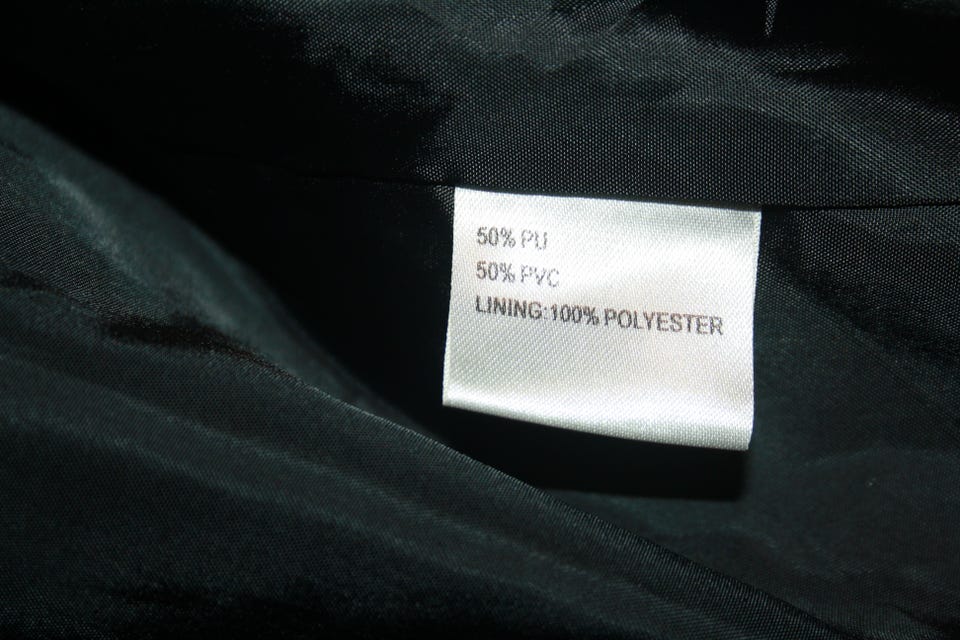 50% PU
50% PVC
LINING:100% POLYESTER